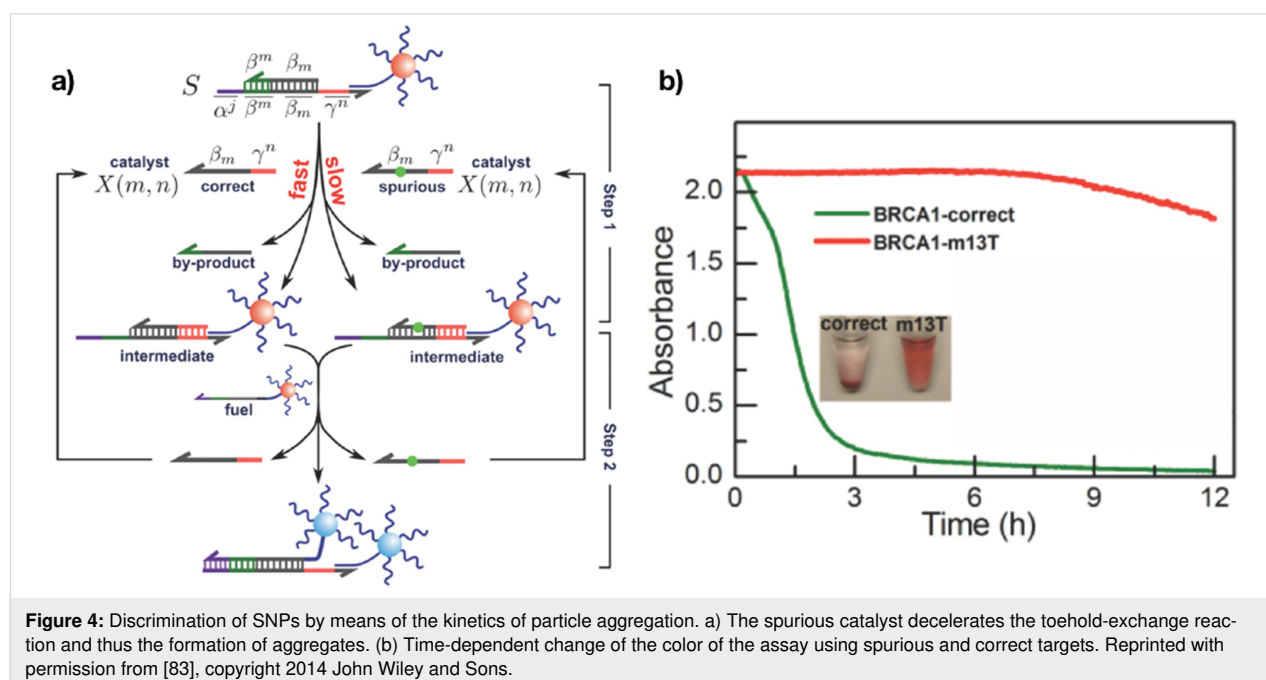 a)
S
β^m β_m
α^j β^m β_m γ^n
catalyst
X(m, n)
β_m γ^n
correct
fast
slow
β_m γ^n
spurious
catalyst
X(m, n)
Step 1
by-product
by-product
intermediate
intermediate
fuel
Step 2
b)
Absorbance
2.0
1.5
1.0
0.5
0.0
BRCA1-correct
BRCA1-m13T
correct m13T
0 3 6 9 12
Time (h)
Figure 4: Discrimination of SNPs by means of the kinetics of particle aggregation. a) The spurious catalyst decelerates the toehold-exchange reac-
tion and thus the formation of aggregates. (b) Time-dependent change of the color of the assay using spurious and correct targets. Reprinted with
permission from [83], copyright 2014 John Wiley and Sons.